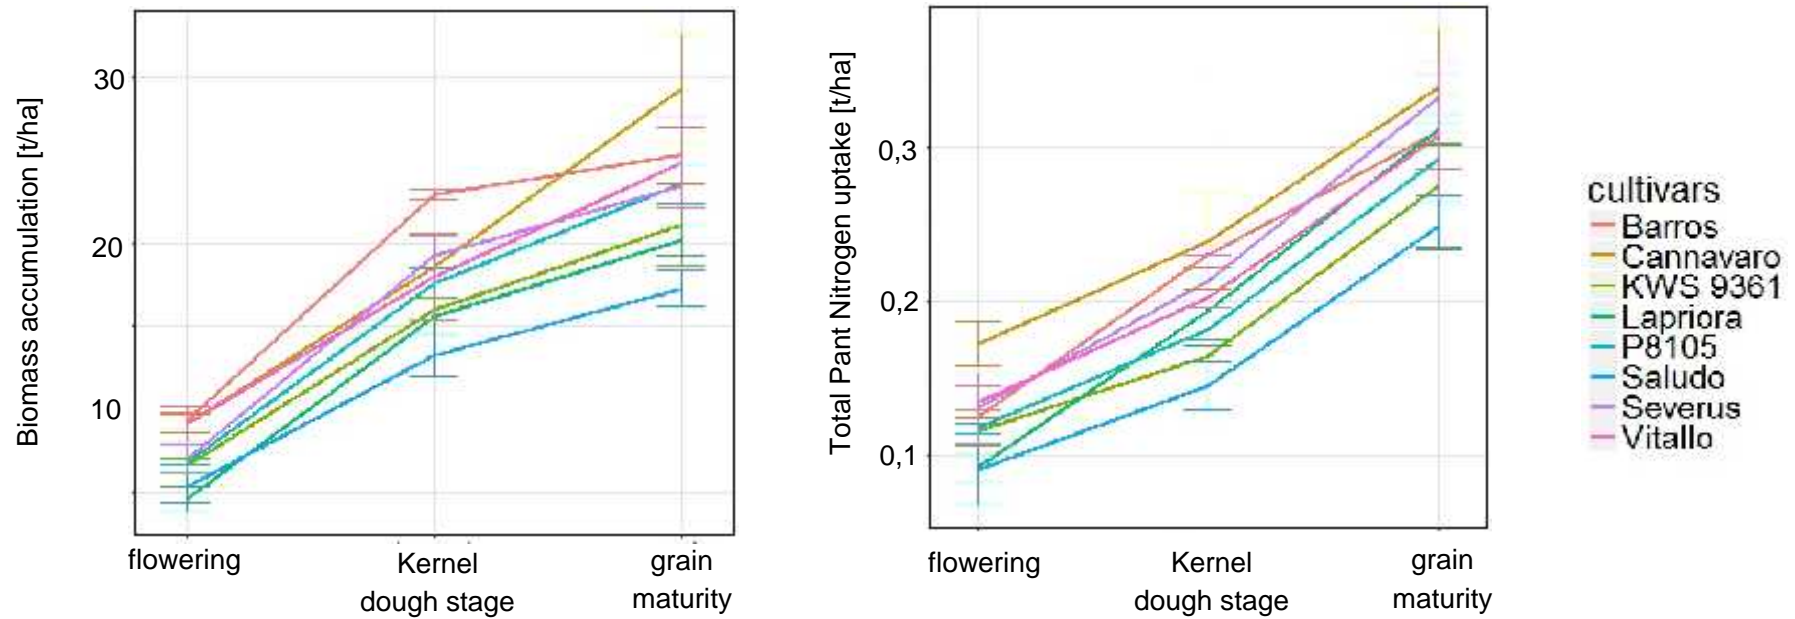 Biomass accumulation [t/ha]
30
20
10
flowering
Kernel
dough stage
grain
maturity
Total Pant Nitrogen uptake [t/ha]
0,3
0,2
0,1
flowering
Kernel
dough stage
grain
maturity
cultivars
Barros
Cannavaro
KWS 9361
Lapriora
P8105
Saludo
Severus
Vitallo